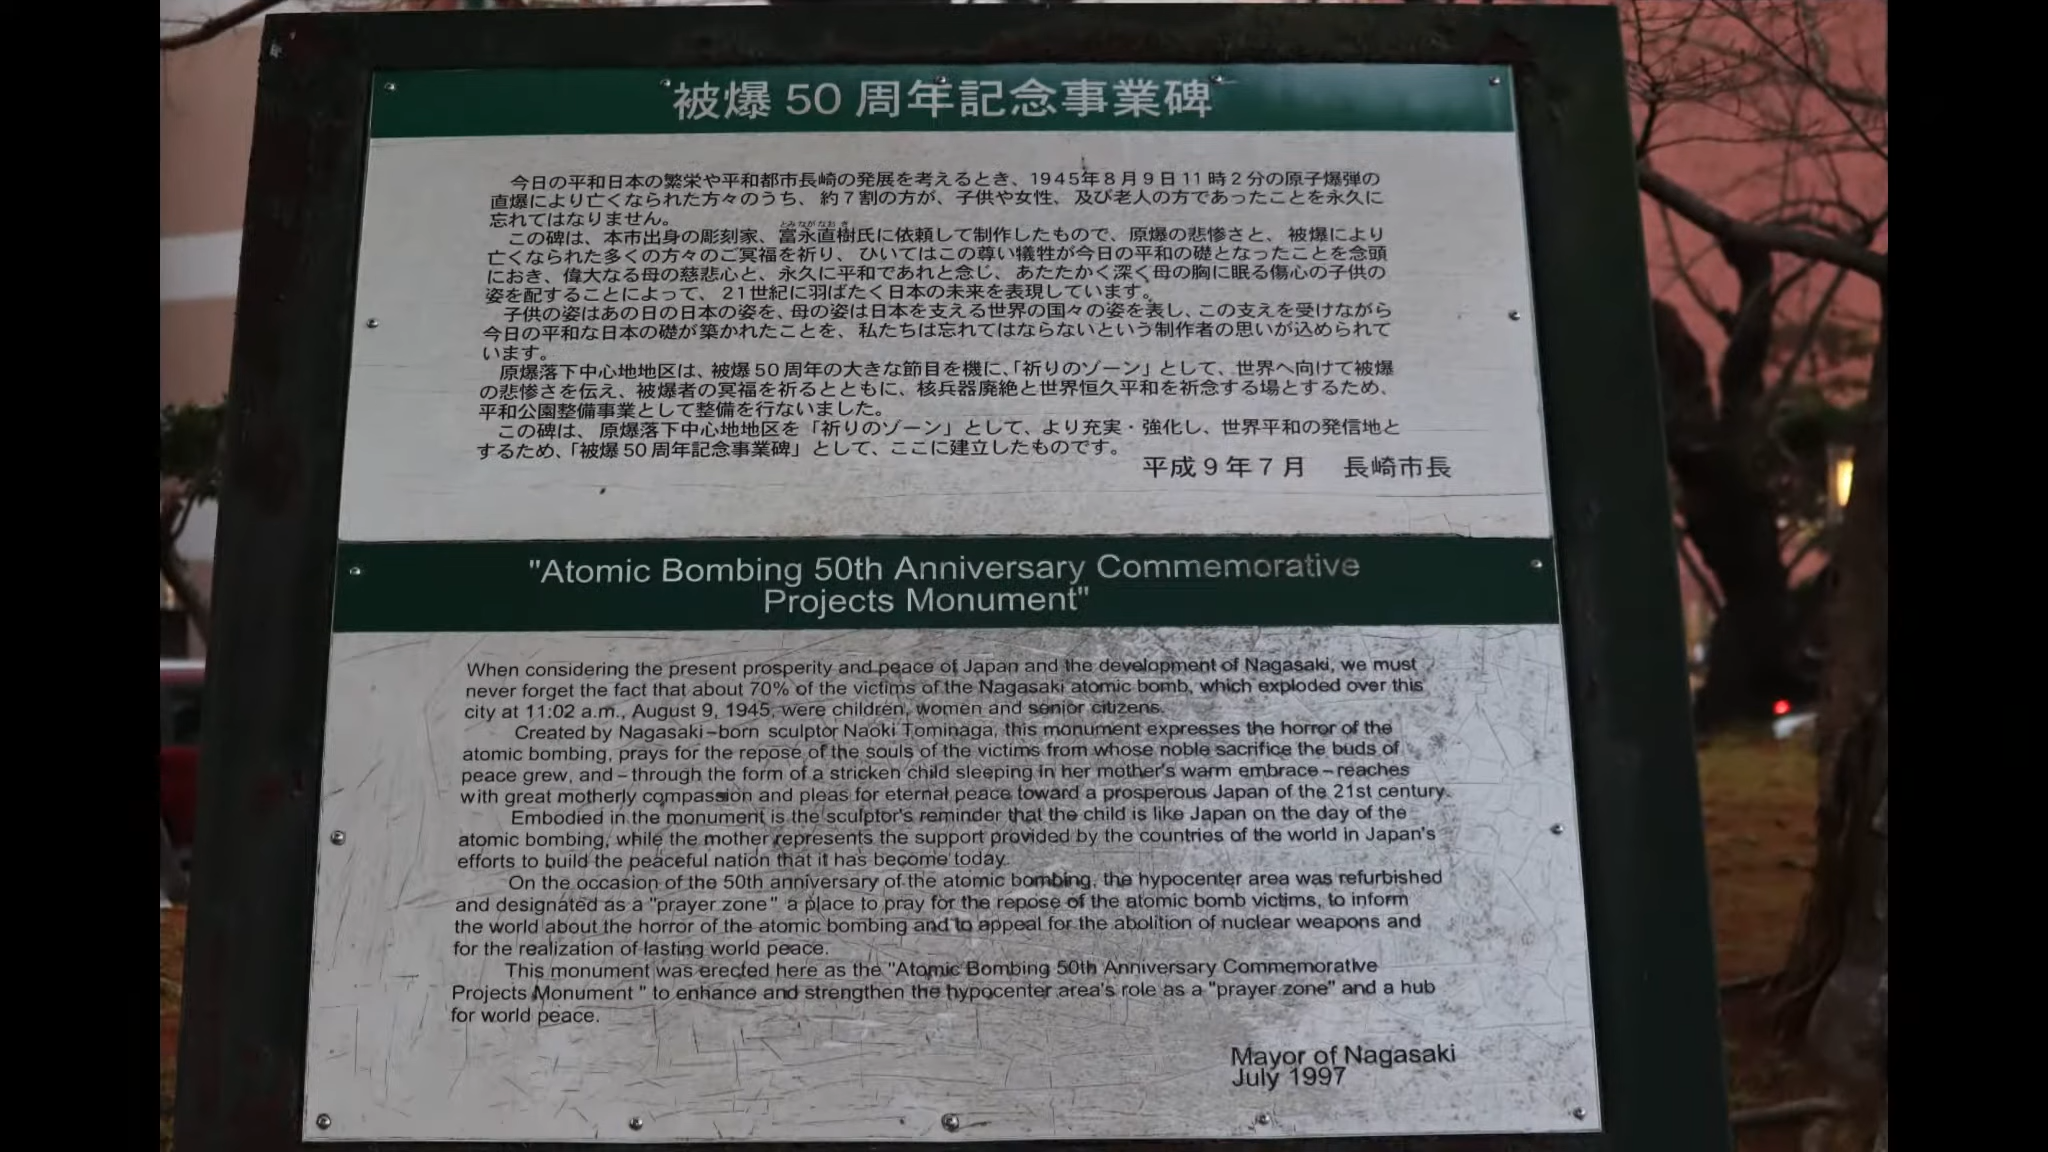 被爆50周年記念事業碑
今日の平和日本の繁栄や平和都市長崎の発展を考えるとき、1945年8月9日11時2分の原子爆弾の
直爆により亡くなられた方々のうち、約7割の方が、子供や女性、及び老人の方であったことを永久に
忘れてはなりません。
とみながなおき
この碑は、本市出身の彫刻家、富永直樹氏に依頼して制作したもので、原爆の悲惨さと、被爆により
亡くなられた多くの方々のご冥福を祈り、ひいてはこの尊い犠牲が今日の平和の礎となったことを念頭
におき、偉大なる母の慈悲心と、永久に平和であれと念じ、あたたかく深く母の胸に眠る傷心の子供の
姿を配することによって、21世紀に羽ばたく日本の未来を表現しています。
子供の姿はあの日の日本の姿を、母の姿は日本を支える世界の国々の姿を表し、この支えを受けながら
今日の平和な日本の礎が築かれたことを、私たちは忘れてはならないという制作者の思いが込められて
います。
原爆落下中心地地区は、被爆50周年の大きな節目を機に、「祈りのゾーン」として、世界へ向けて被爆
の悲惨さを伝え、被爆者の冥福を祈るとともに、核兵器廃絶と世界恒久平和を祈念する場とするため、
平和公園整備事業として整備を行ないました。
この碑は、原爆落下中心地地区を「祈りのゾーン」として、より充実・強化し、世界平和の発信地と
するため、「被爆50周年記念事業碑」として、ここに建立したものです。
平成9年7月 長崎市長
"Atomic Bombing 50th Anniversary Commemorative
Projects Monument"
When considering the present prosperity and peace of Japan and the development of Nagasaki, we must
never forget the fact that about 70% of the victims of the Nagasaki atomic bomb, which exploded over this
city at 11:02 a.m., August 9, 1945, were children, women and senior citizens.
Created by Nagasaki-born sculptor Naoki Tominaga, this monument expresses the horror of the
atomic bombing, prays for the repose of the souls of the victims from whose noble sacrifice the buds of
peace grew, and - through the form of a stricken child sleeping in her mother's warm embrace - reaches
with great motherly compassion and pleas for eternal peace toward a prosperous Japan of the 21st century.
Embodied in the monument is the sculptor's reminder that the child is like Japan on the day of the
atomic bombing, while the mother represents the support provided by the countries of the world in Japan's
efforts to build the peaceful nation that it has become today.
On the occasion of the 50th anniversary of the atomic bombing, the hypocenter area was refurbished
and designated as a "prayer zone" a place to pray for the repose of the atomic bomb victims, to inform
the world about the horror of the atomic bombing and to appeal for the abolition of nuclear weapons and
for the realization of lasting world peace.
This monument was erected here as the "Atomic Bombing 50th Anniversary Commemorative
Projects Monument " to enhance and strengthen the hypocenter area's role as a "prayer zone" and a hub
for world peace.
Mayor of Nagasaki
July 1997